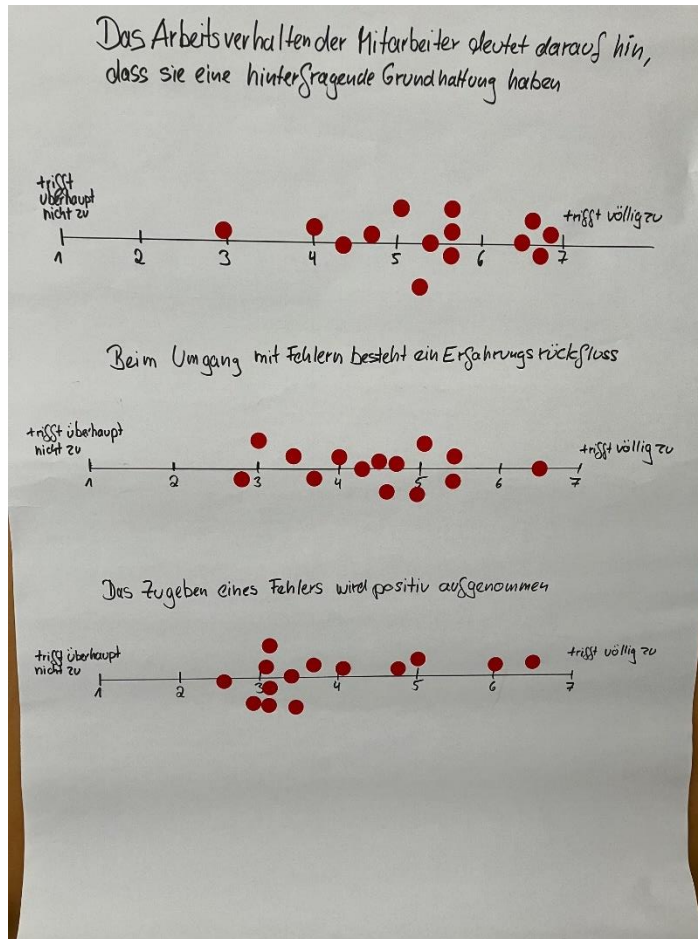 Das Arbeitsverhalten der Mitarbeiter deutet darauf hin,
dass sie eine hinterfragende Grundhaltung haben
trifft
überhaupt
nicht zu
trifft völlig zu
1 2 3 4 5 6 7
Beim Umgang mit Fehlern besteht ein Erfahrungsrückfluss
trifft überhaupt
nicht zu
trifft völlig zu
1 2 3 4 5 6 7
Das Zugeben eines Fehlers wird positiv aufgenommen
trifft überhaupt
nicht zu
trifft völlig zu
1 2 3 4 5 6 7